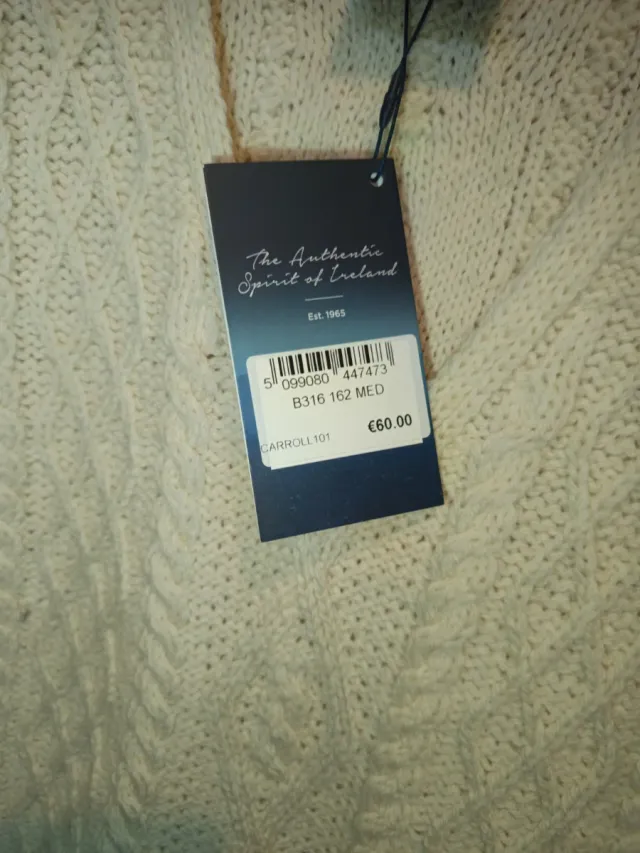 The Authentic
Spirit of Ireland
Est. 1965
5 099080 447473
B316 162 MED
€60.00
CARROLL101